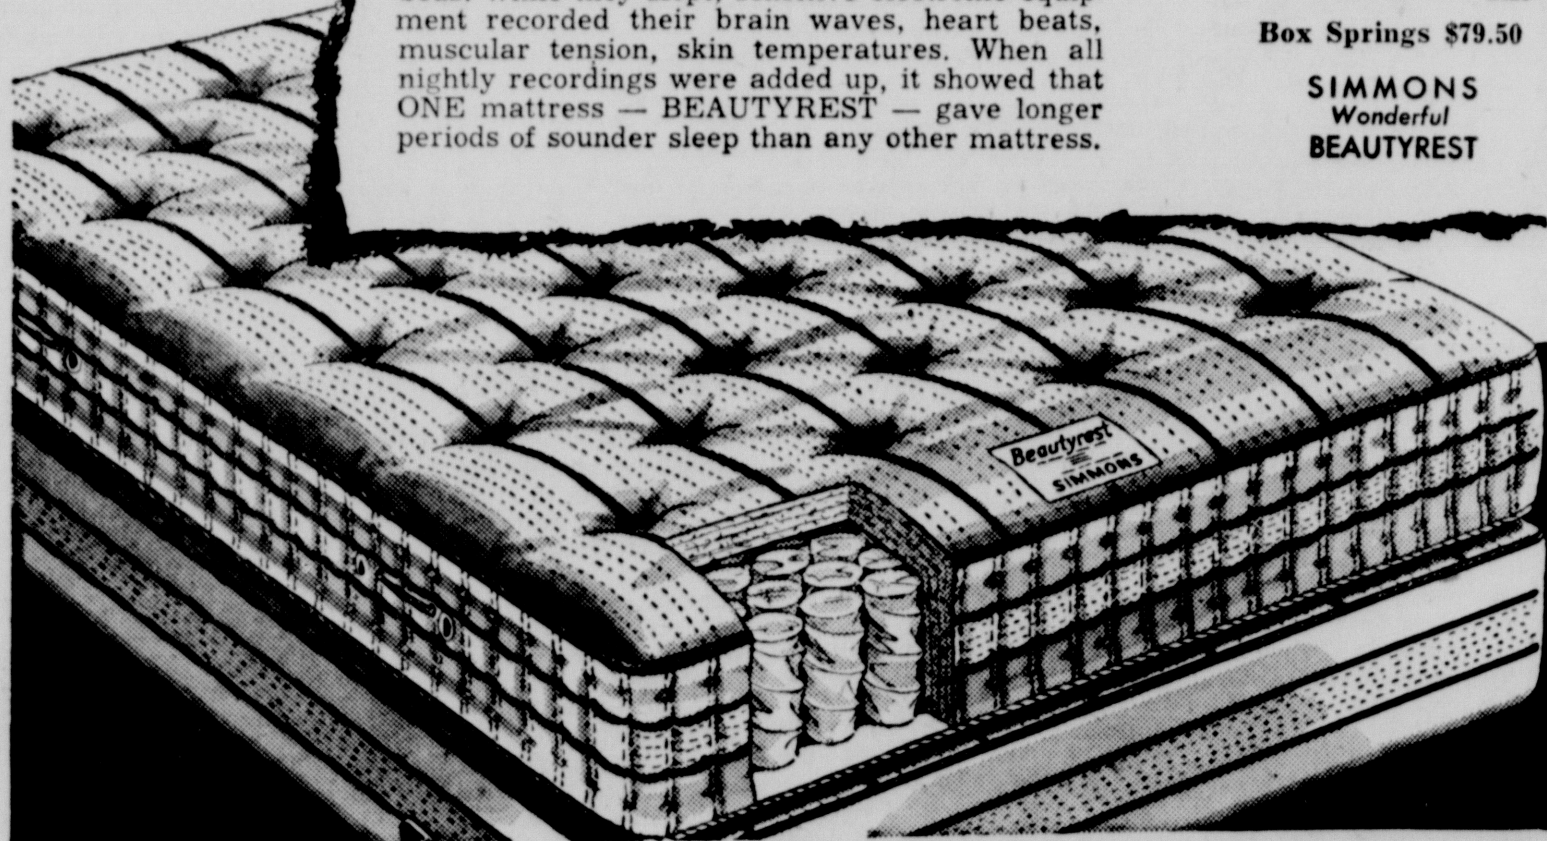 ment recorded their brain waves, heart beats,
muscular tension, skin temperatures. When all
nightly recordings were added up, it showed that
ONE mattress — BEAUTYREST — gave longer
periods of sounder sleep than any other mattress.
Box Springs $79.50
SIMMONS
Wonderful
BEAUTYREST
Beautyrest
SIMMONS